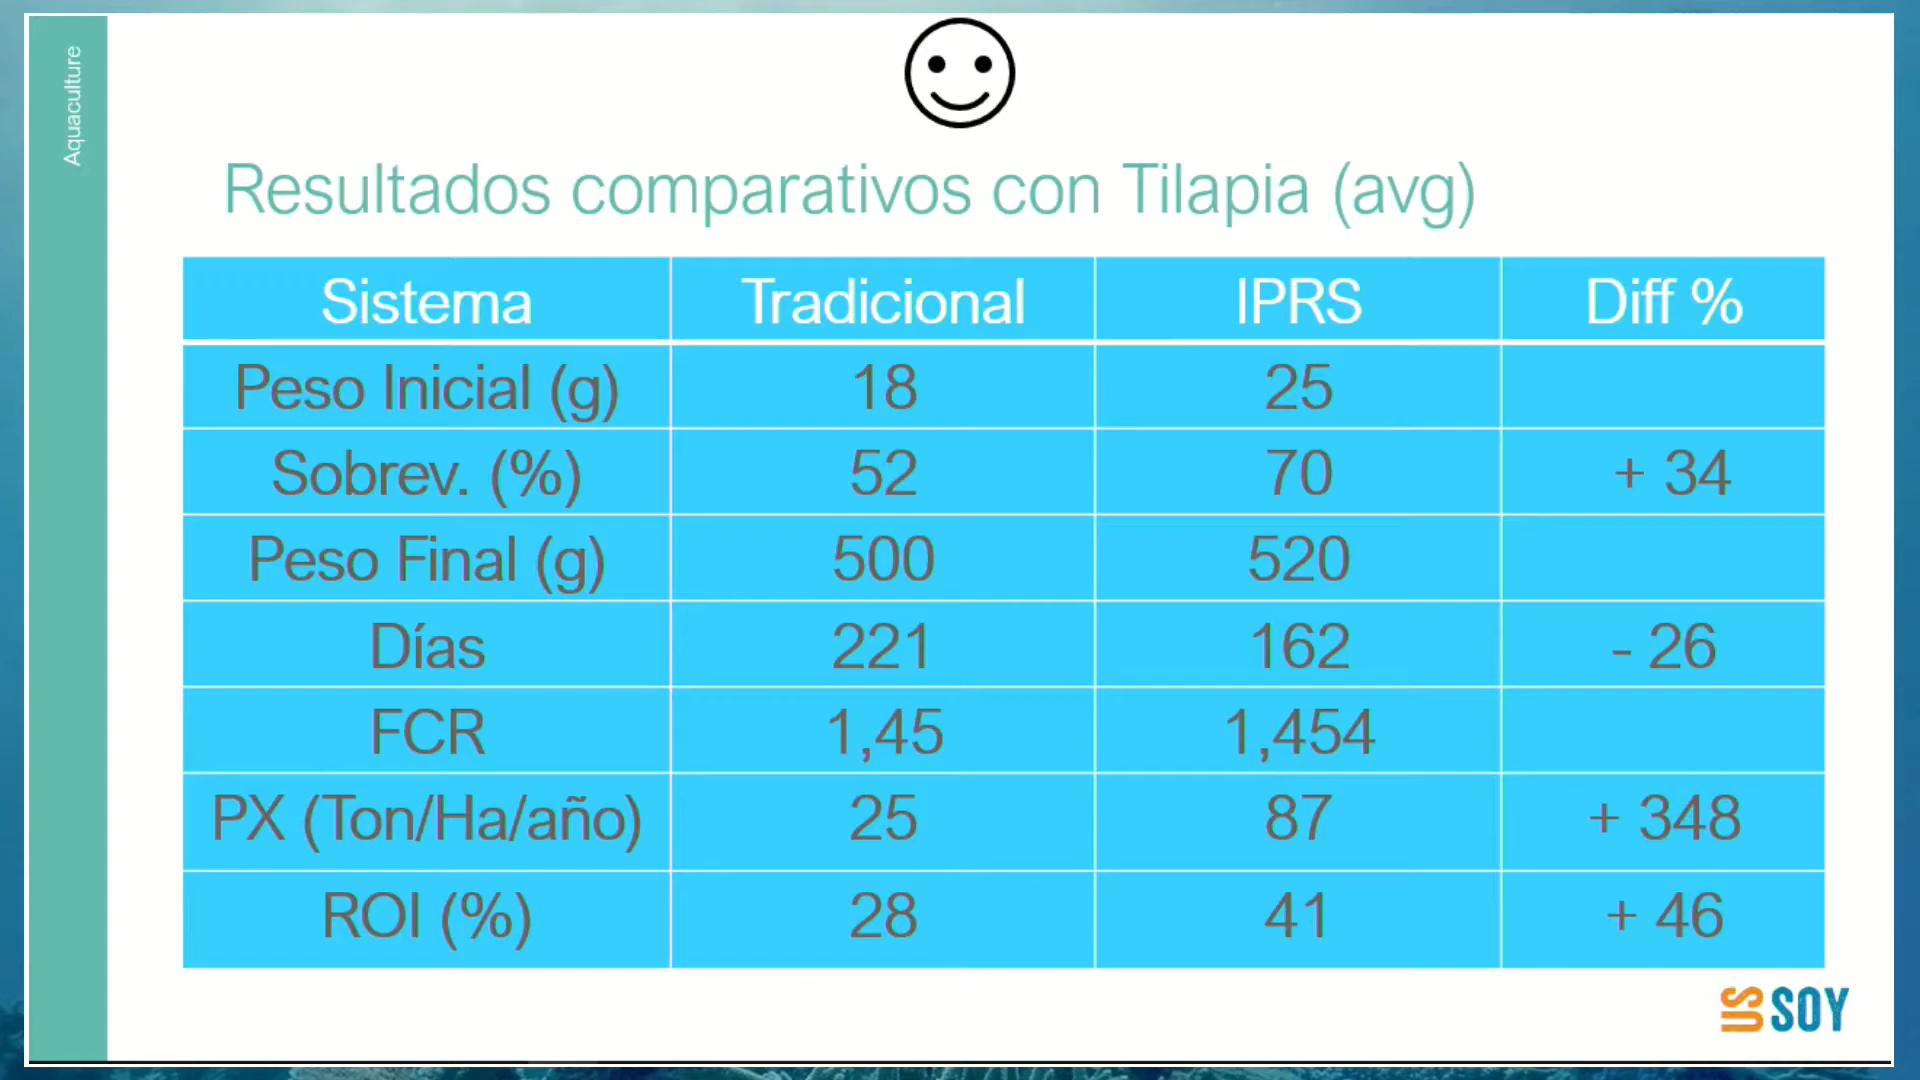 Aquaculture
Resultados comparativos con Tilapia (avg)
Sistema Tradicional IPRS Diff %
Peso Inicial (g) 18 25
Sobrev. (%) 52 70 + 34
Peso Final (g) 500 520
Días 221 162 - 26
FCR 1,45 1,454
PX (Ton/Ha/año) 25 87 + 348
ROI (%) 28 41 + 46
US SOY